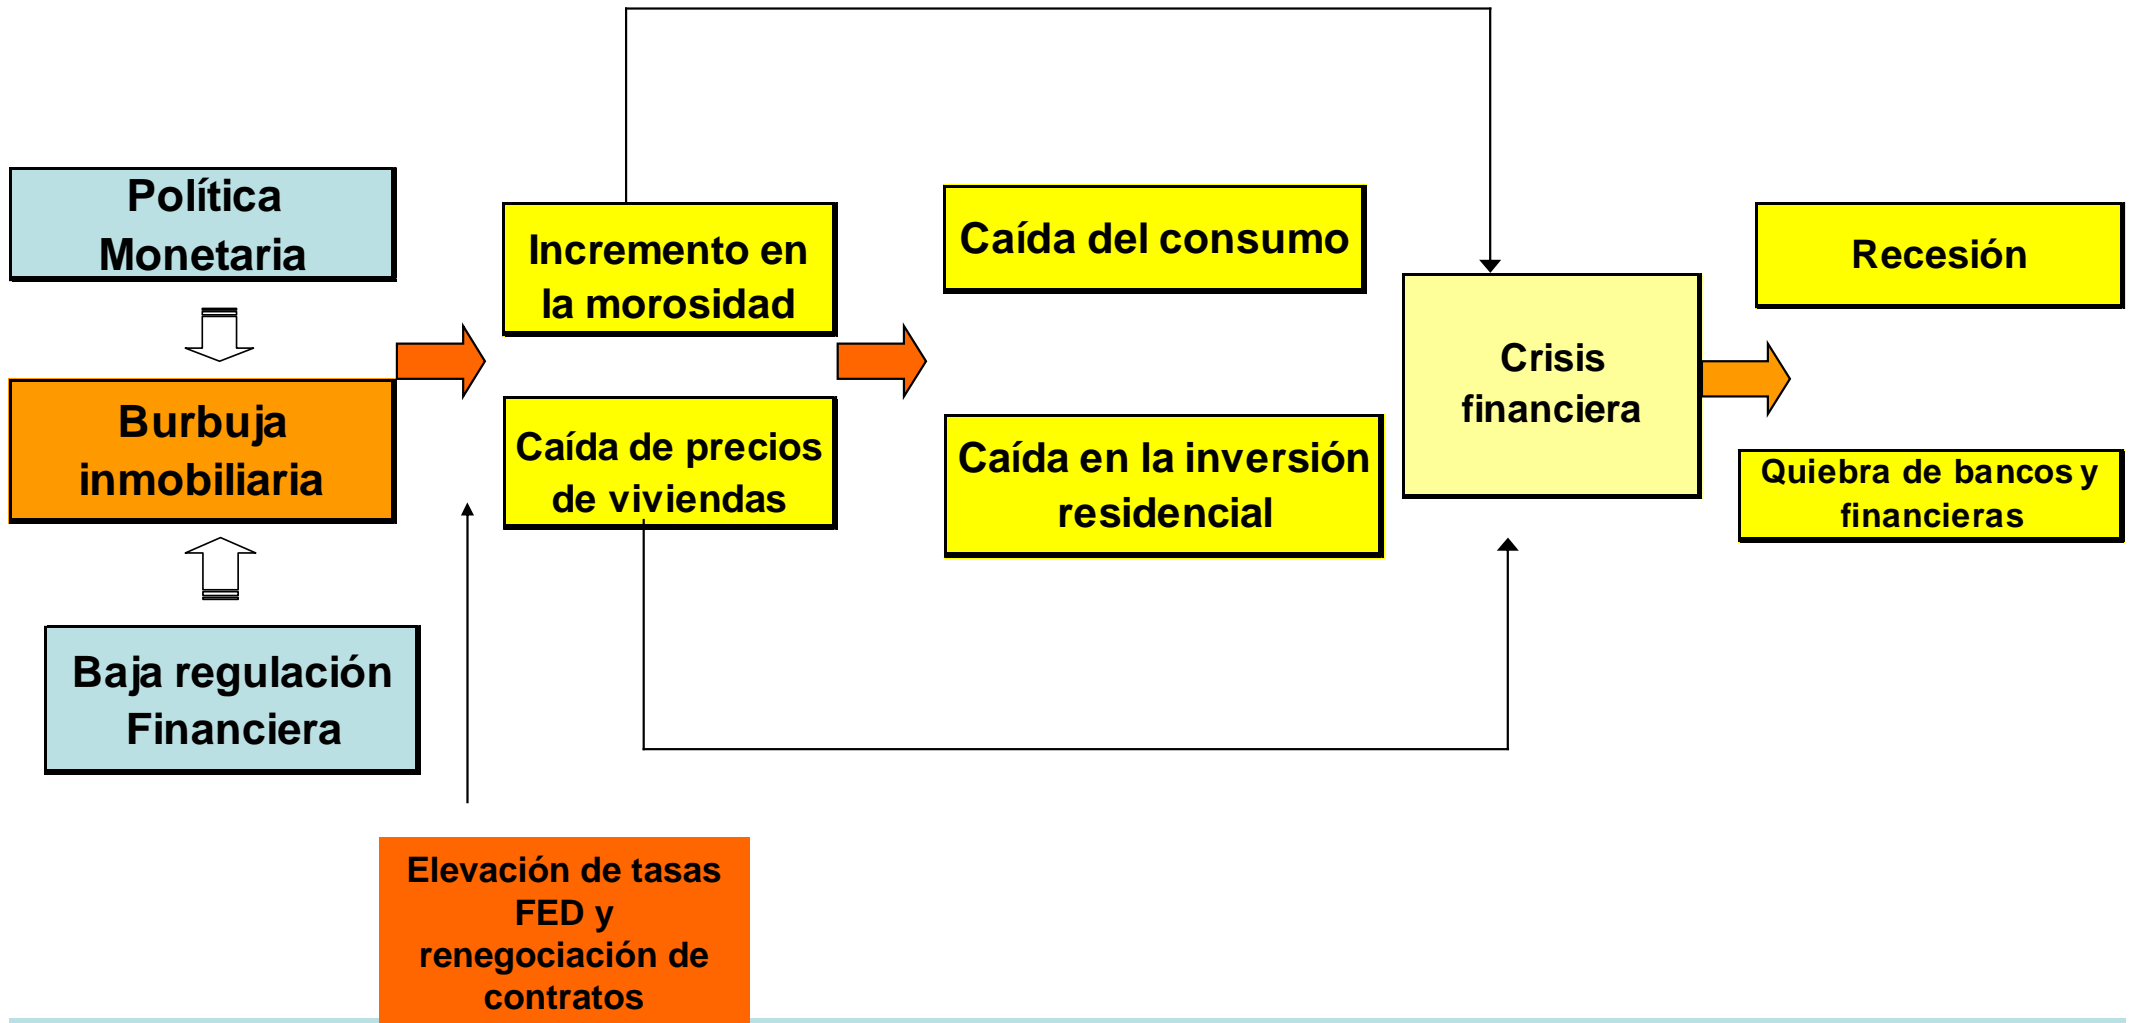 Política
Monetaria
Burbuja
inmobiliaria
Baja regulación
Financiera
Elevación de tasas
FED y
renegociación de
contratos
Incremento en
la morosidad
Caída de precios
de viviendas
Caída del consumo
Caída en la inversión
residencial
Crisis
financiera
Recesión
Quiebra de bancos y
financieras